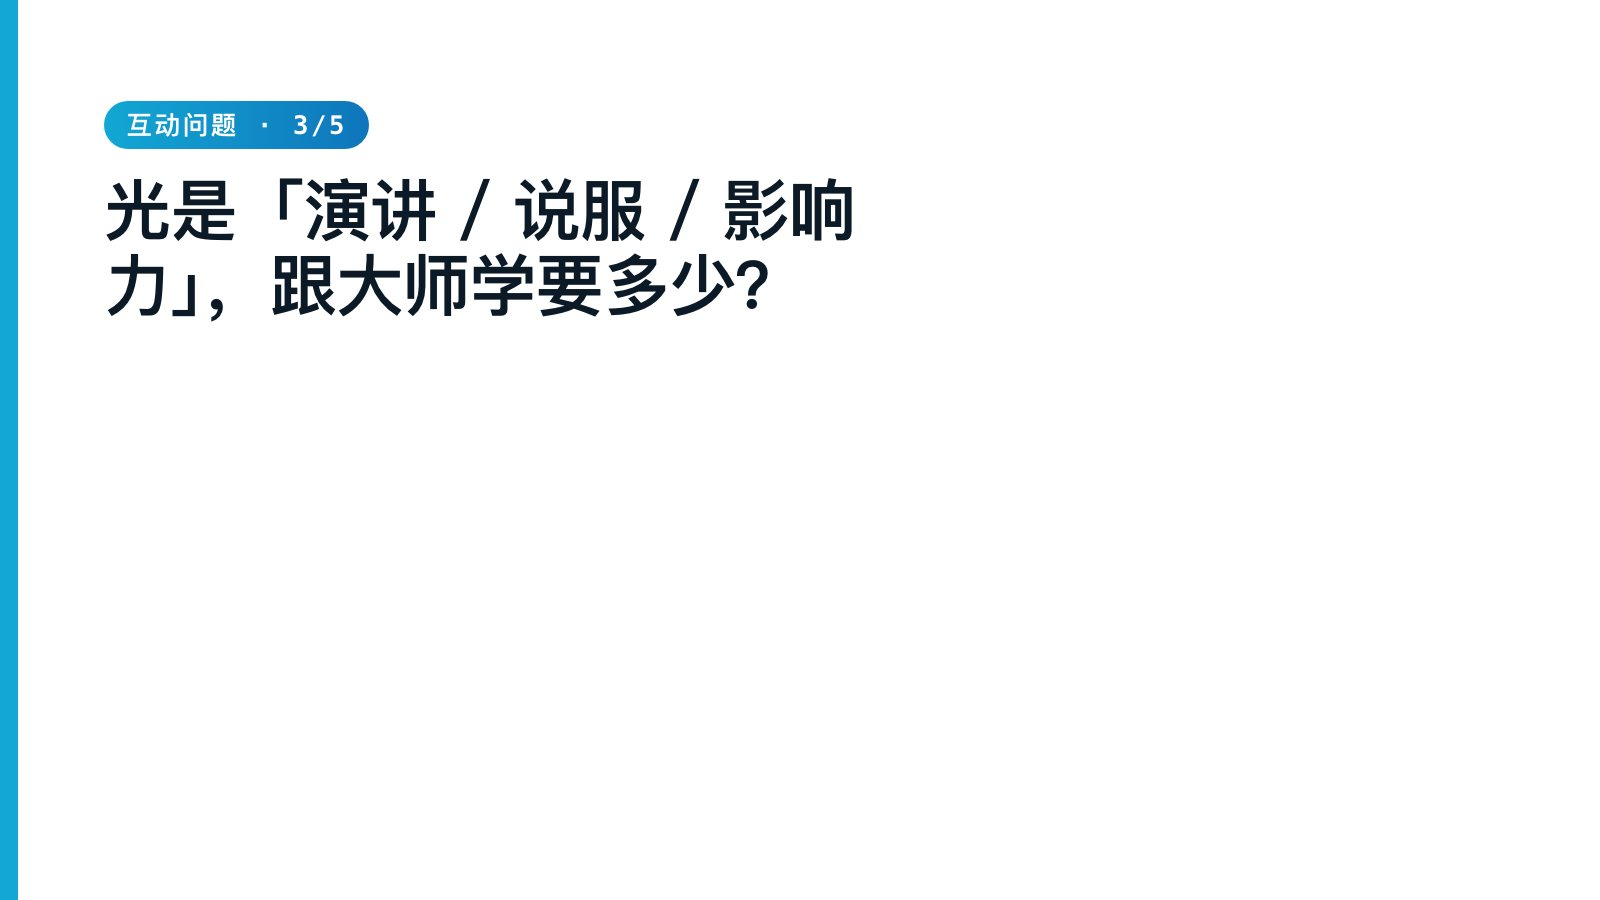 互动问题 · 3/5
光是「演讲 / 说服 / 影响
力」，跟大师学要多少？